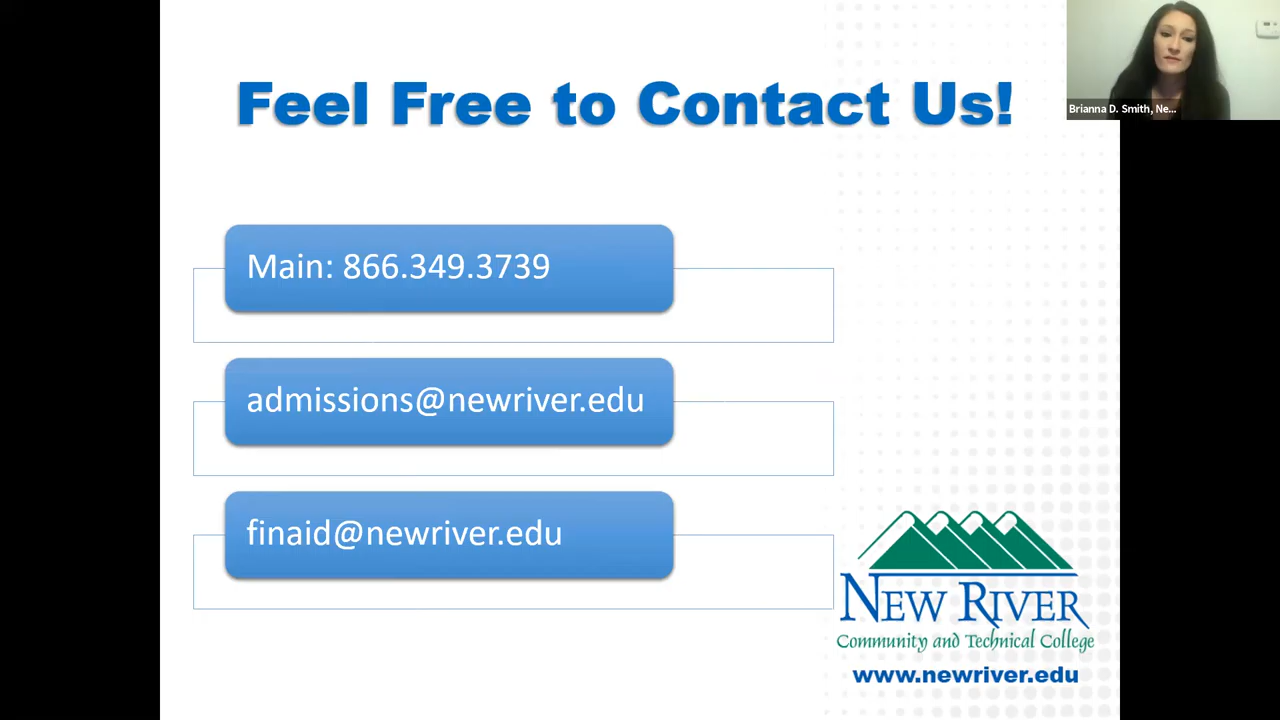 Feel Free to Contact Us!
Brianna D. Smith, Ne...
Main: 866.349.3739
admissions@newriver.edu
finaid@newriver.edu
NEW RIVER
Community and Technical College
www.newriver.edu